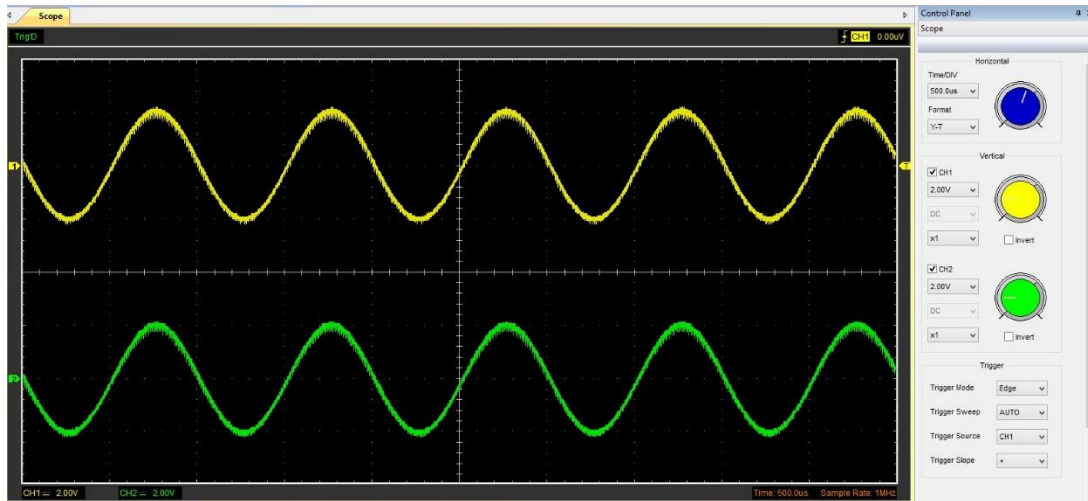 Scope
Control Panel
Scope
Trig'D
CH1 0.00uV
Horizontal
Time/DIV
500.0us
Format
Y-T
Vertical
CH1
2.00V
DC
x1
Invert
CH2
2.00V
DC
x1
Invert
Trigger
Trigger Mode
Edge
Trigger Sweep
AUTO
Trigger Source
CH1
Trigger Slope
+
1
T
2
CH1 = 2.00V
CH2 = 2.00V
Time: 500.0us Sample Rate: 1MHz